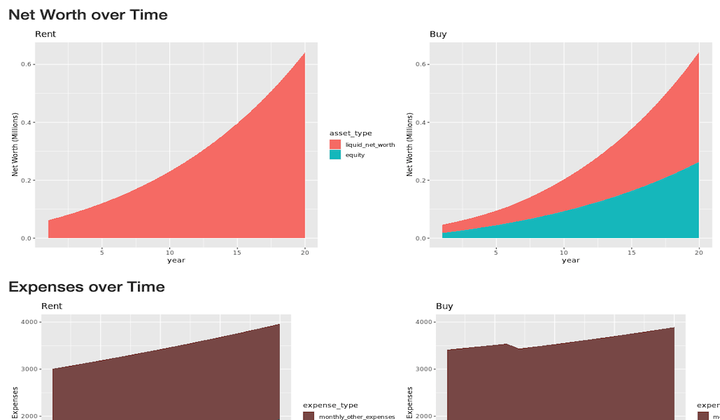 Net Worth over Time
Rent
Buy
0.6
0.4
0.2
0.0
Net Worth (Millions)
5
10
15
20
year
asset_type
liquid_net_worth
equity
0.6
0.4
0.2
0.0
Net Worth (Millions)
5
10
15
20
year
Expenses over Time
Rent
Buy
4000
3000
2000
Expenses
expense_type
monthly_other_expenses
4000
3000
2000
Expenses
exper
m